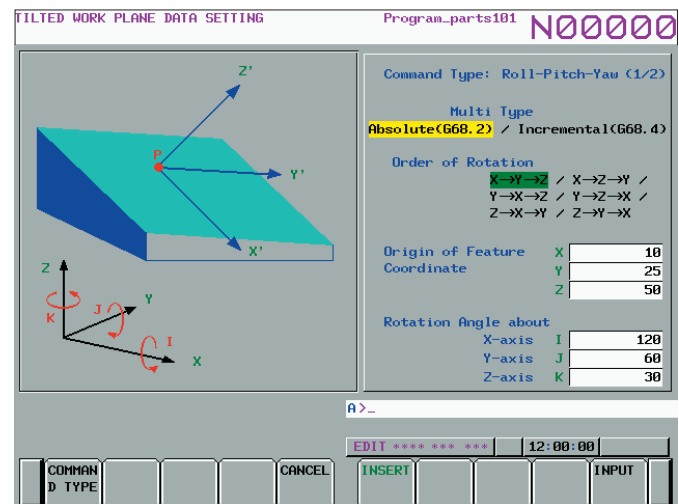 TILTED WORK PLANE DATA SETTING Program_parts101 N00000
Z'
P
Y'
X'
Z
Y
K
J
I
X
Command Type: Roll-Pitch-Yaw (1/2)
Multi Type
Absolute(G68.2) / Incremental(G68.4)
Order of Rotation
X→Y→Z / X→Z→Y /
Y→X→Z / Y→Z→X /
Z→X→Y / Z→Y→X
Origin of Feature X 10
Coordinate Y 25
Z 50
Rotation Angle about
X-axis I 120
Y-axis J 60
Z-axis K 30
A>_
EDIT **** *** *** 12:00:00
COMMAN CANCEL INSERT INPUT
D TYPE